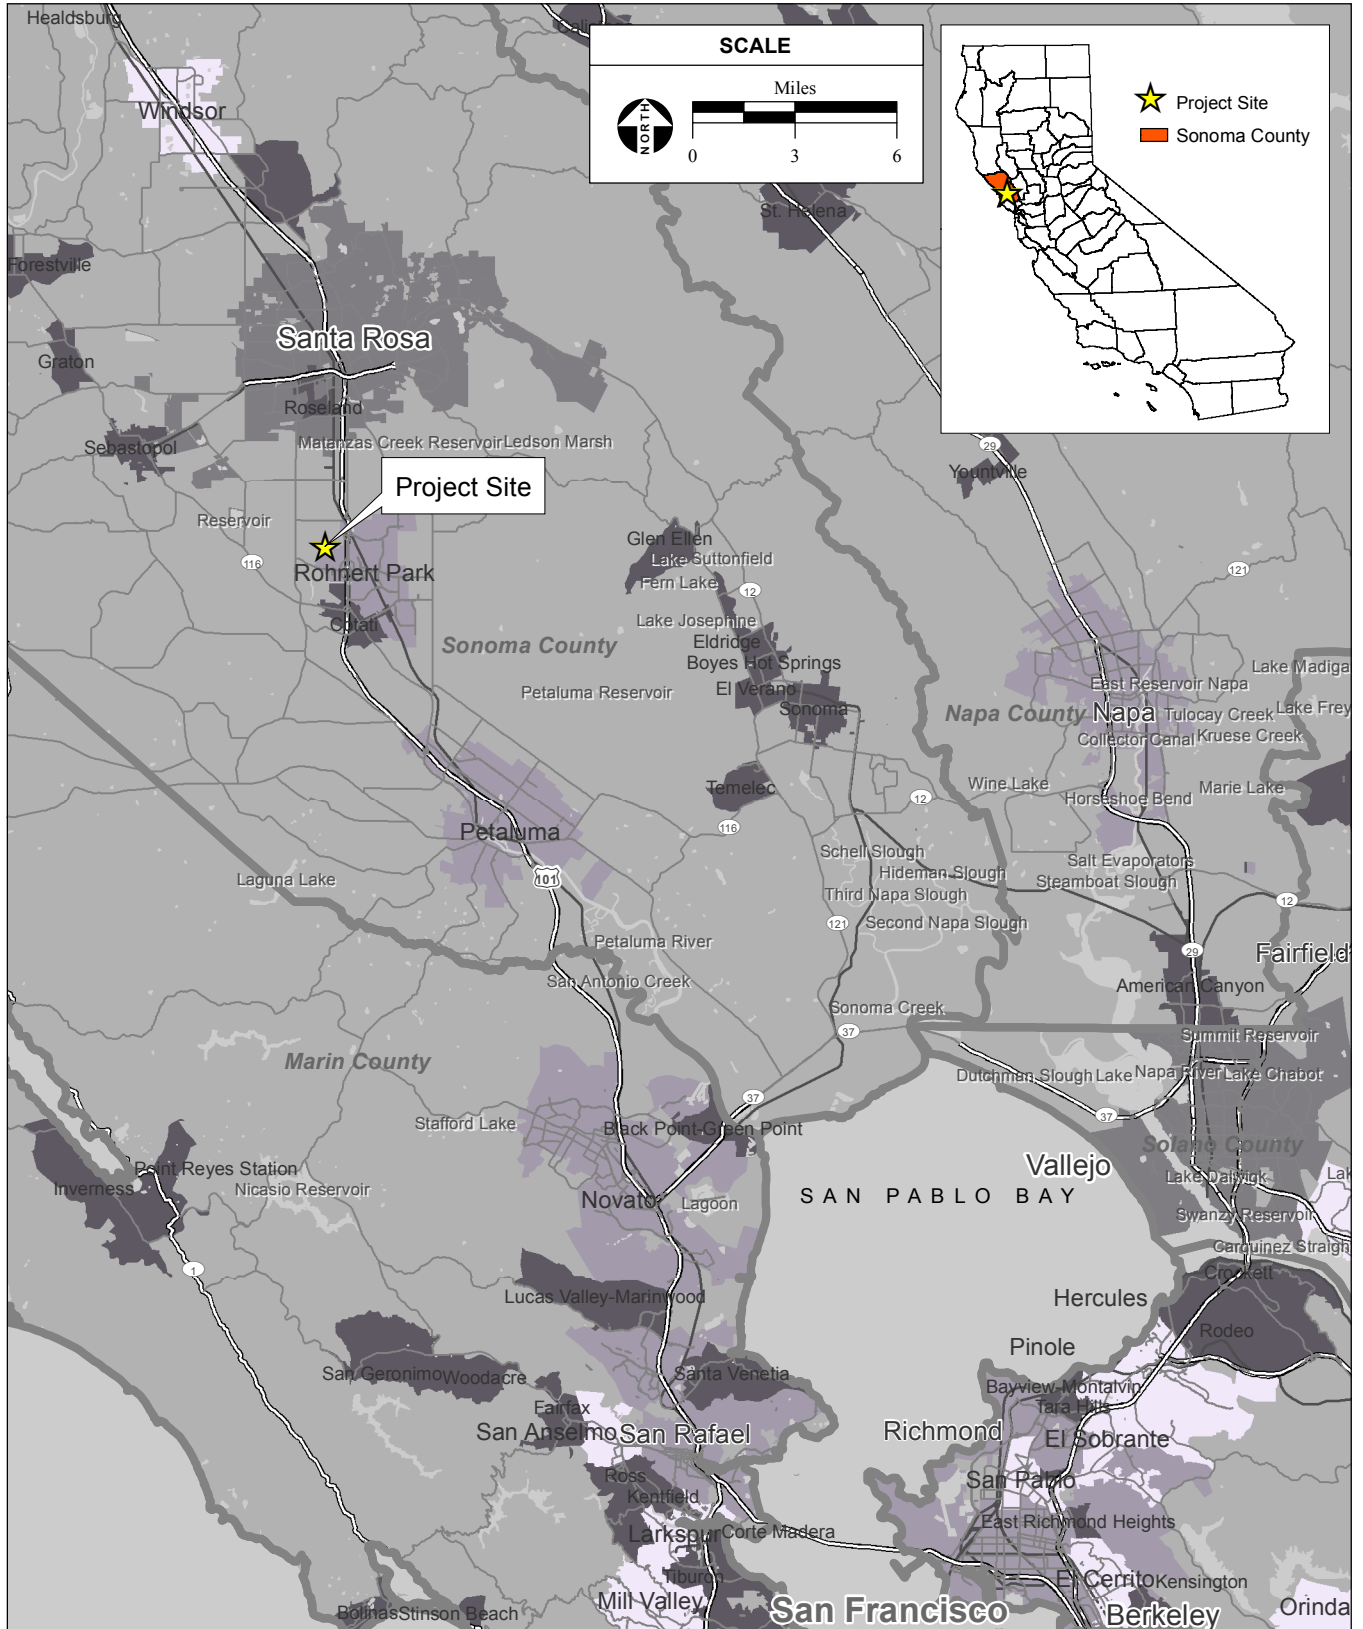 Healdsburg
SCALE
Miles
NORTH
0 3 6
Project Site
Sonoma County
Windsor
St. Helena
Forestville
Santa Rosa
Graton
Roseland
Sebastopol
Matanzas Creek Reservoir
Ledson Marsh
29
Yountville
Project Site
Reservoir
116
Rohnert Park
Cotati
Glen Ellen
Lake Suttonfield
Fern Lake
12
121
Lake Josephine
Eldridge
Sonoma County
Boyes Hot Springs
El Verano
Sonoma
Petaluma Reservoir
Lake Madiga
East Reservoir Napa
Napa County
Napa
Tulocay Creek
Lake Frey
Collector Canal
Kruese Creek
Temelec
Wine Lake
Marie Lake
12
Horseshoe Bend
116
Petaluma
101
Laguna Lake
Schell Slough
Hideman Slough
Third Napa Slough
121
Second Napa Slough
Salt Evaporators
Steamboat Slough
12
Petaluma River
29
Fairfield
San Antonio Creek
American Canyon
Sonoma Creek
37
Summit Reservoir
Marin County
Dutchman Slough
Lake
Napa River
Lake Chabot
37
37
Stafford Lake
Black Point-Green Point
Solano County
Vallejo
Point Reyes Station
Inverness
Nicasio Reservoir
Novato
Lagoon
SAN PABLO BAY
Lake Dalwigk
Lak
Swanzy Reservoir
Carquinez Straigh
1
Crockett
Lucas Valley-Marinwood
Hercules
Rodeo
Pinole
San Geronimo
Woodacre
Santa Venetia
Bayview-Montalvin
Tara Hills
Fairfax
San Anselmo
San Rafael
Richmond
El Sobrante
Ross
Kentfield
San Pablo
Larkspur
Corte Madera
East Richmond Heights
Tiburon
El Cerrito
Kensington
Mill Valley
Bolinas
Stinson Beach
San Francisco
Berkeley
Orinda